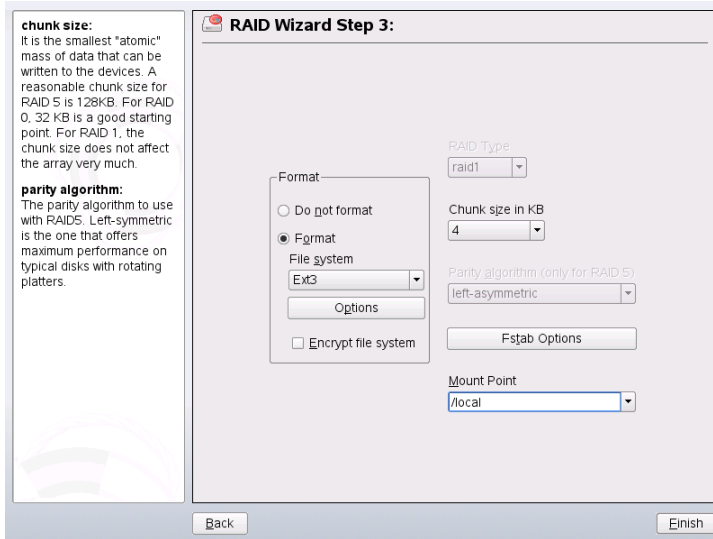 chunk size:
It is the smallest "atomic"
mass of data that can be
written to the devices. A
reasonable chunk size for
RAID 5 is 128KB. For RAID
0, 32 KB is a good starting
point. For RAID 1, the
chunk size does not affect
the array very much.
parity algorithm:
The parity algorithm to use
with RAID5. Left-symmetric
is the one that offers
maximum performance on
typical disks with rotating
platters.
RAID Wizard Step 3:
Format
Do not format
Format
File system
Ext3
Options
Encrypt file system
RAID Type
raid1
Chunk size in KB
4
Parity algorithm (only for RAID 5)
left-asymmetric
Fstab Options
Mount Point
/local
Back
Finish